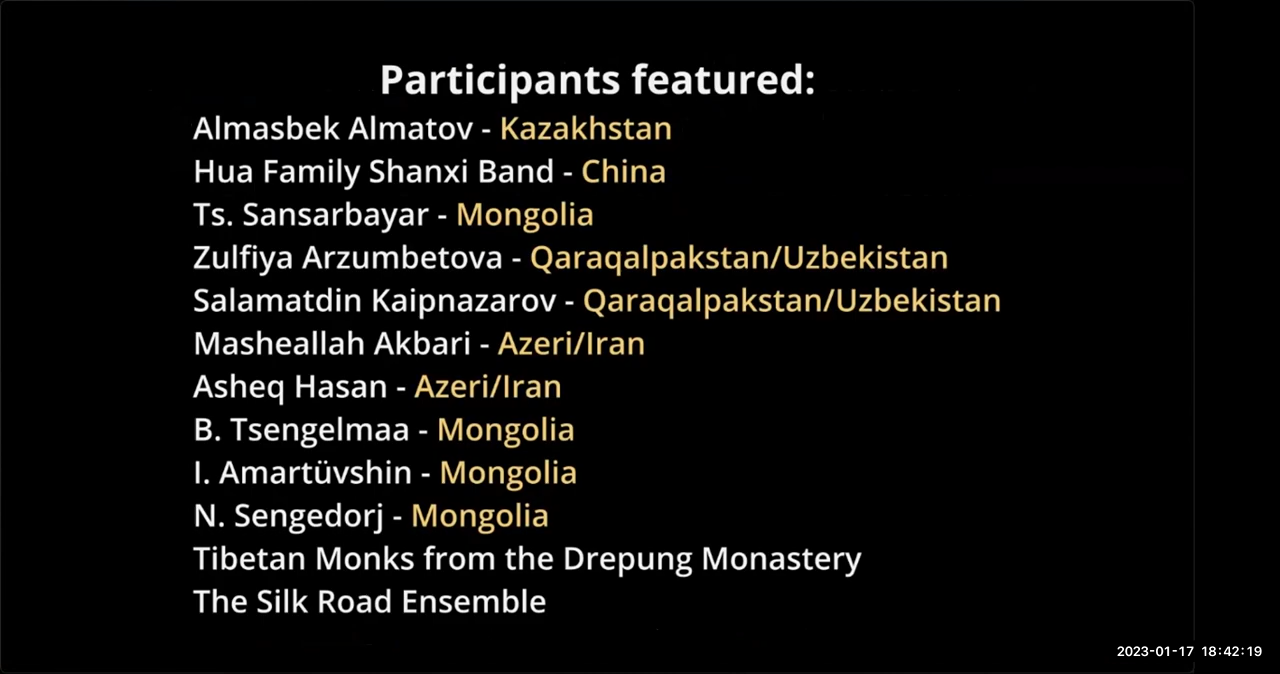 Participants featured:
Almasbek Almatov - Kazakhstan
Hua Family Shanxi Band - China
Ts. Sansarbayar - Mongolia
Zulfiya Arzumbetova - Qaraqalpakstan/Uzbekistan
Salamatdin Kaipnazarov - Qaraqalpakstan/Uzbekistan
Masheallah Akbari - Azeri/Iran
Asheq Hasan - Azeri/Iran
B. Tsengelmaa - Mongolia
I. Amartüvshin - Mongolia
N. Sengedorj - Mongolia
Tibetan Monks from the Drepung Monastery
The Silk Road Ensemble
2023-01-17 18:42:19